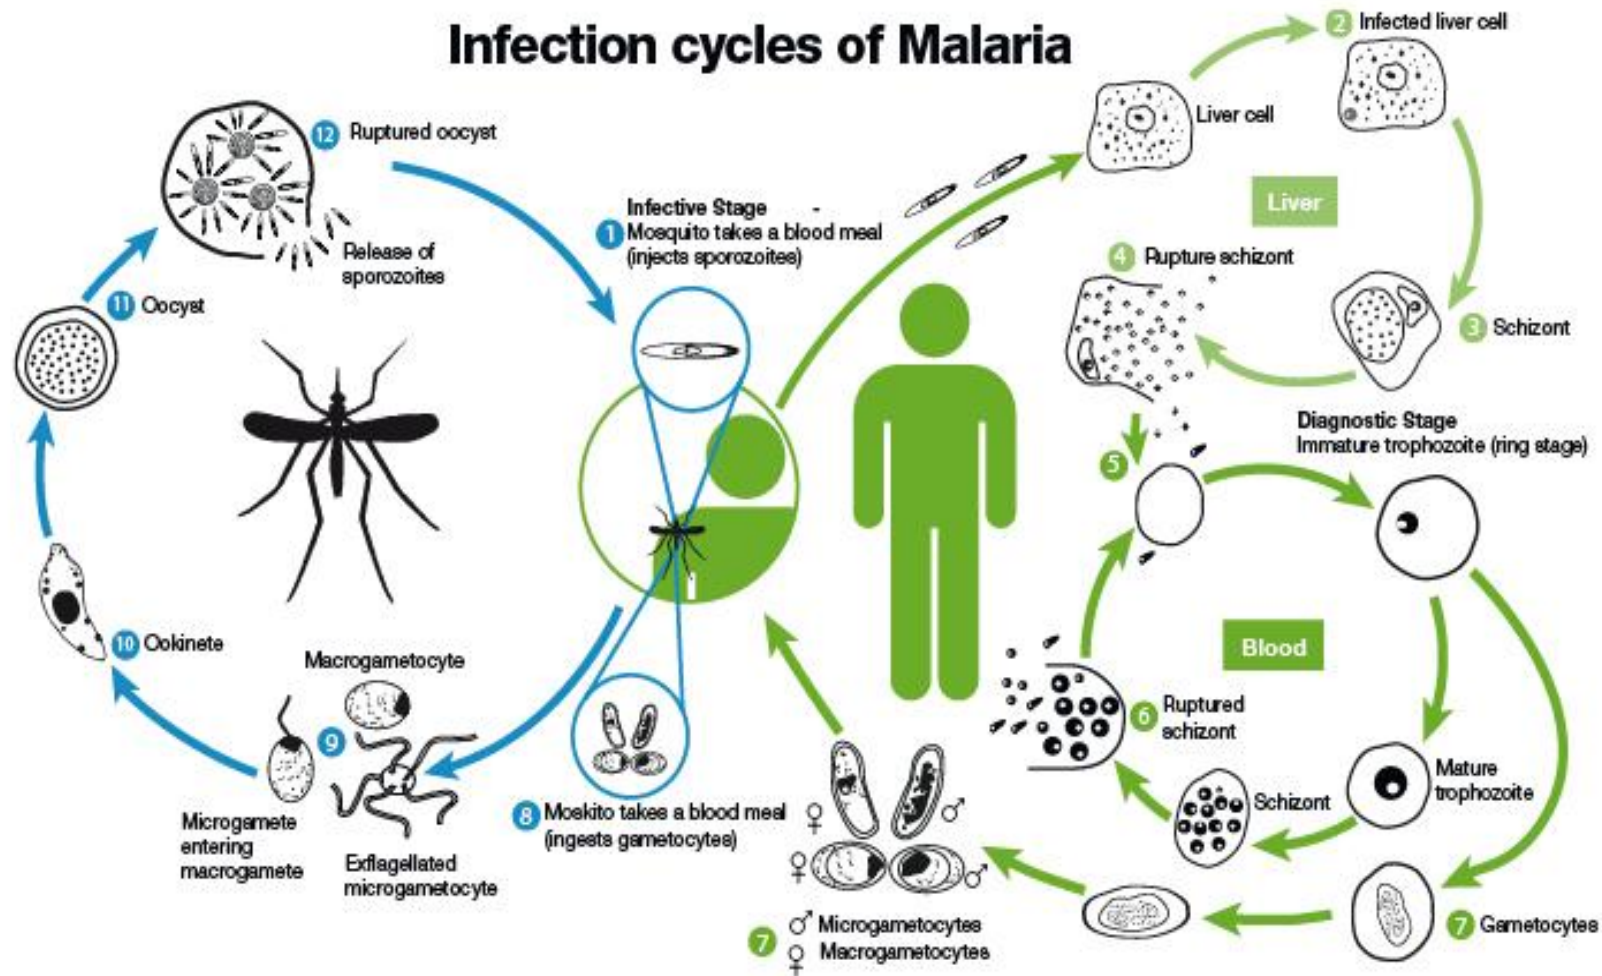 Infection cycles of Malaria
2 Infected liver cell
Liver cell
12 Ruptured oocyst
Infective Stage -
1 Mosquito takes a blood meal
(injects sporozoites)
Liver
Release of
sporozoites
4 Rupture schizont
11 Oocyst
3 Schizont
Diagnostic Stage
Immature trophozoite (ring stage)
5
10 Ookinete
Blood
Macrogametocyte
6 Ruptured
schizont
9
Mature
trophozoite
Schizont
8 Moskito takes a blood meal
(ingests gametocytes)
Microgamete
entering
macrogamete
Exflagellated
microgametocyte
♀ ♂
♀ ♂
7 ♂ Microgametocytes
♀ Macrogametocytes
7 Gametocytes